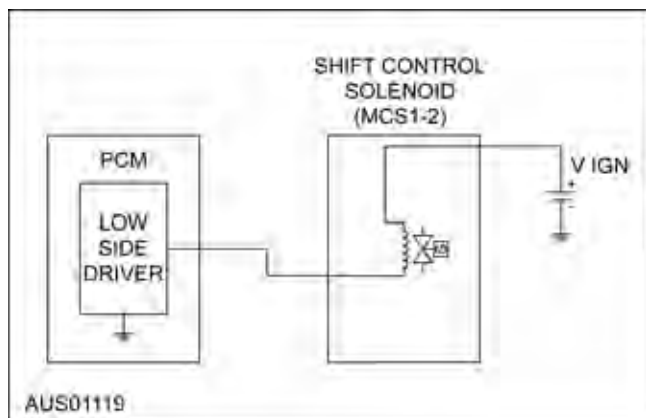 SHIFT CONTROL
SOLENOID
(MCS1-2)
PCM
V IGN
LOW
SIDE
DRIVER
+
-
AUS01119